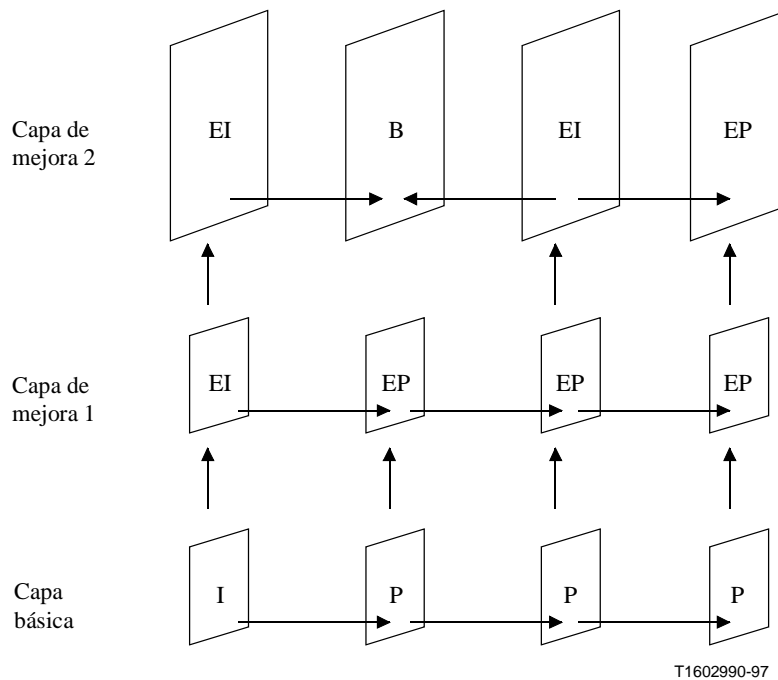 EI B EI EP
Capa de
mejora 2
EI EP EP EP
Capa de
mejora 1
I P P P
Capa
básica
T1602990-97